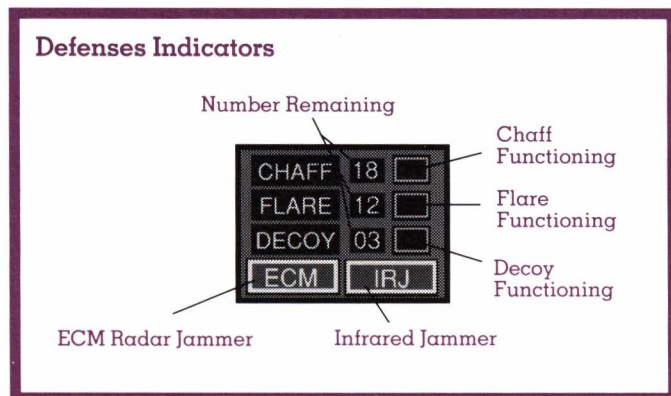 Defenses Indicators
Number Remaining
Chaff
Functioning
CHAFF 18
FLARE 12
Flare
Functioning
DECOY 03
Decoy
Functioning
ECM IRJ
ECM Radar Jammer
Infrared Jammer